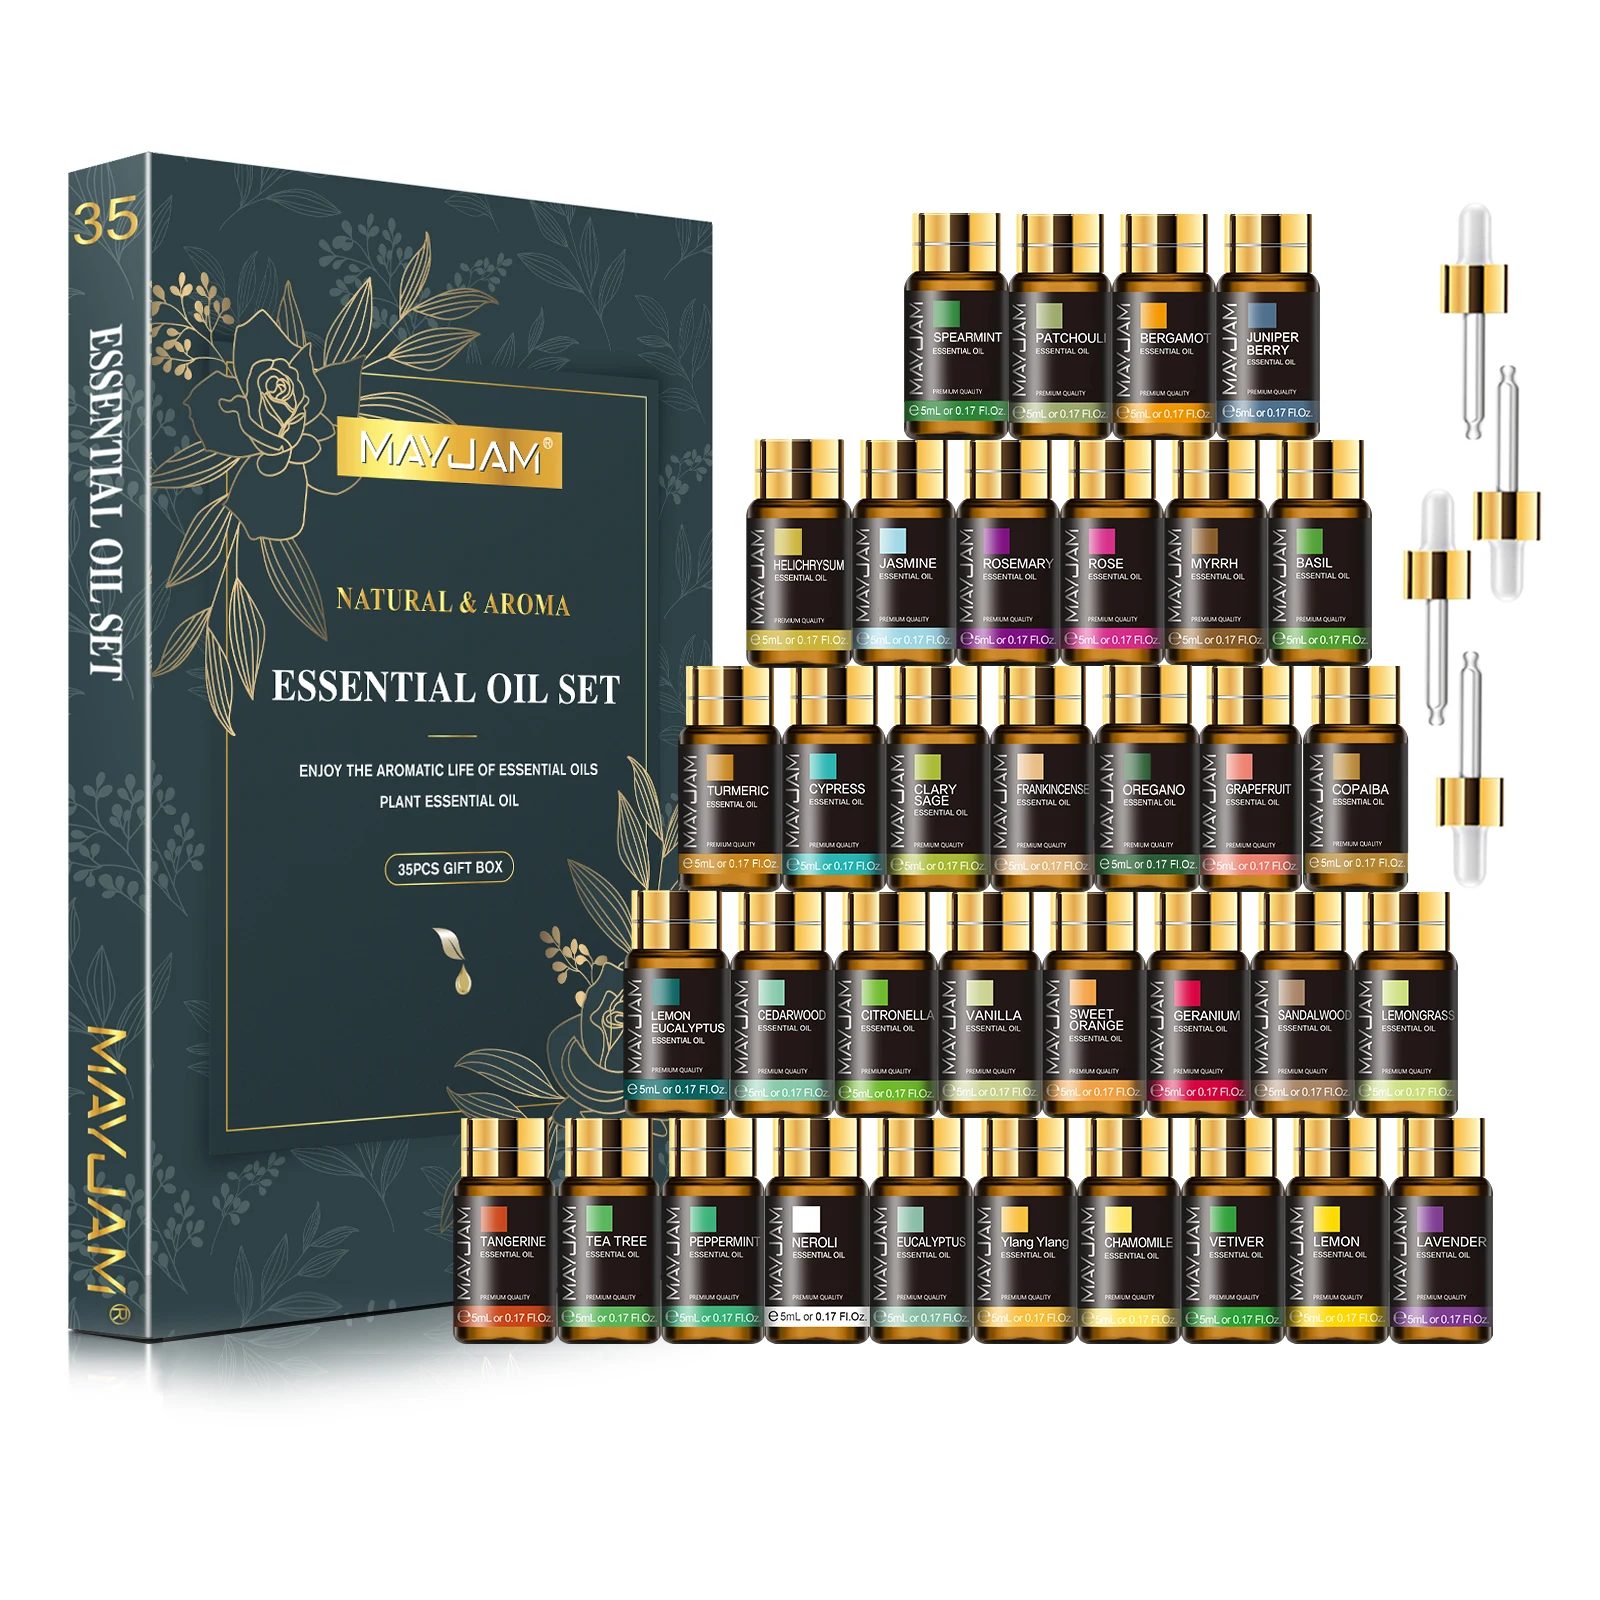 35
ESSENTIAL OIL SET
MAYJAM®
MAYJAM®
NATURAL & AROMA
ESSENTIAL OIL SET
ENJOY THE AROMATIC LIFE OF ESSENTIAL OILS
PLANT ESSENTIAL OIL
35PCS GIFT BOX
MAYJAM
SPEARMINT
ESSENTIAL OIL
PREMIUM QUALITY
℮5mL or 0.17 Fl.Oz.
MAYJAM
PATCHOULI
ESSENTIAL OIL
PREMIUM QUALITY
℮5mL or 0.17 Fl.Oz.
MAYJAM
BERGAMOT
ESSENTIAL OIL
PREMIUM QUALITY
℮5mL or 0.17 Fl.Oz.
MAYJAM
JUNIPER
BERRY
ESSENTIAL OIL
PREMIUM QUALITY
℮5mL or 0.17 Fl.Oz.
MAYJAM
HELICHRYSUM
ESSENTIAL OIL
PREMIUM QUALITY
℮5mL or 0.17 Fl.Oz.
MAYJAM
JASMINE
ESSENTIAL OIL
PREMIUM QUALITY
℮5mL or 0.17 Fl.Oz.
MAYJAM
ROSEMARY
ESSENTIAL OIL
PREMIUM QUALITY
℮5mL or 0.17 Fl.Oz.
MAYJAM
ROSE
ESSENTIAL OIL
PREMIUM QUALITY
℮5mL or 0.17 Fl.Oz.
MAYJAM
MYRRH
ESSENTIAL OIL
PREMIUM QUALITY
℮5mL or 0.17 Fl.Oz.
MAYJAM
BASIL
ESSENTIAL OIL
PREMIUM QUALITY
℮5mL or 0.17 Fl.Oz.
MAYJAM
TURMERIC
ESSENTIAL OIL
PREMIUM QUALITY
℮5mL or 0.17 Fl.Oz.
MAYJAM
CYPRESS
ESSENTIAL OIL
PREMIUM QUALITY
℮5mL or 0.17 Fl.Oz.
MAYJAM
CLARY
SAGE
ESSENTIAL OIL
PREMIUM QUALITY
℮5mL or 0.17 Fl.Oz.
MAYJAM
FRANKINCENSE
ESSENTIAL OIL
PREMIUM QUALITY
℮5mL or 0.17 Fl.Oz.
MAYJAM
OREGANO
ESSENTIAL OIL
PREMIUM QUALITY
℮5mL or 0.17 Fl.Oz.
MAYJAM
GRAPEFRUIT
ESSENTIAL OIL
PREMIUM QUALITY
℮5mL or 0.17 Fl.Oz.
MAYJAM
COPAIBA
ESSENTIAL OIL
PREMIUM QUALITY
℮5mL or 0.17 Fl.Oz.
MAYJAM
LEMON
EUCALYPTUS
ESSENTIAL OIL
PREMIUM QUALITY
℮5mL or 0.17 Fl.Oz.
MAYJAM
CEDARWOOD
ESSENTIAL OIL
PREMIUM QUALITY
℮5mL or 0.17 Fl.Oz.
MAYJAM
CITRONELLA
ESSENTIAL OIL
PREMIUM QUALITY
℮5mL or 0.17 Fl.Oz.
MAYJAM
VANILLA
ESSENTIAL OIL
PREMIUM QUALITY
℮5mL or 0.17 Fl.Oz.
MAYJAM
SWEET
ORANGE
ESSENTIAL OIL
PREMIUM QUALITY
℮5mL or 0.17 Fl.Oz.
MAYJAM
GERANIUM
ESSENTIAL OIL
PREMIUM QUALITY
℮5mL or 0.17 Fl.Oz.
MAYJAM
SANDALWOOD
ESSENTIAL OIL
PREMIUM QUALITY
℮5mL or 0.17 Fl.Oz.
MAYJAM
LEMONGRASS
ESSENTIAL OIL
PREMIUM QUALITY
℮5mL or 0.17 Fl.Oz.
MAYJAM
TANGERINE
ESSENTIAL OIL
PREMIUM QUALITY
℮5mL or 0.17 Fl.Oz.
MAYJAM
TEA TREE
ESSENTIAL OIL
PREMIUM QUALITY
℮5mL or 0.17 Fl.Oz.
MAYJAM
PEPPERMINT
ESSENTIAL OIL
PREMIUM QUALITY
℮5mL or 0.17 Fl.Oz.
MAYJAM
NEROLI
ESSENTIAL OIL
PREMIUM QUALITY
℮5mL or 0.17 Fl.Oz.
MAYJAM
EUCALYPTUS
ESSENTIAL OIL
PREMIUM QUALITY
℮5mL or 0.17 Fl.Oz.
MAYJAM
Ylang Ylang
ESSENTIAL OIL
PREMIUM QUALITY
℮5mL or 0.17 Fl.Oz.
MAYJAM
CHAMOMILE
ESSENTIAL OIL
PREMIUM QUALITY
℮5mL or 0.17 Fl.Oz.
MAYJAM
VETIVER
ESSENTIAL OIL
PREMIUM QUALITY
℮5mL or 0.17 Fl.Oz.
MAYJAM
LEMON
ESSENTIAL OIL
PREMIUM QUALITY
℮5mL or 0.17 Fl.Oz.
MAYJAM
LAVENDER
ESSENTIAL OIL
PREMIUM QUALITY
℮5mL or 0.17 Fl.Oz.